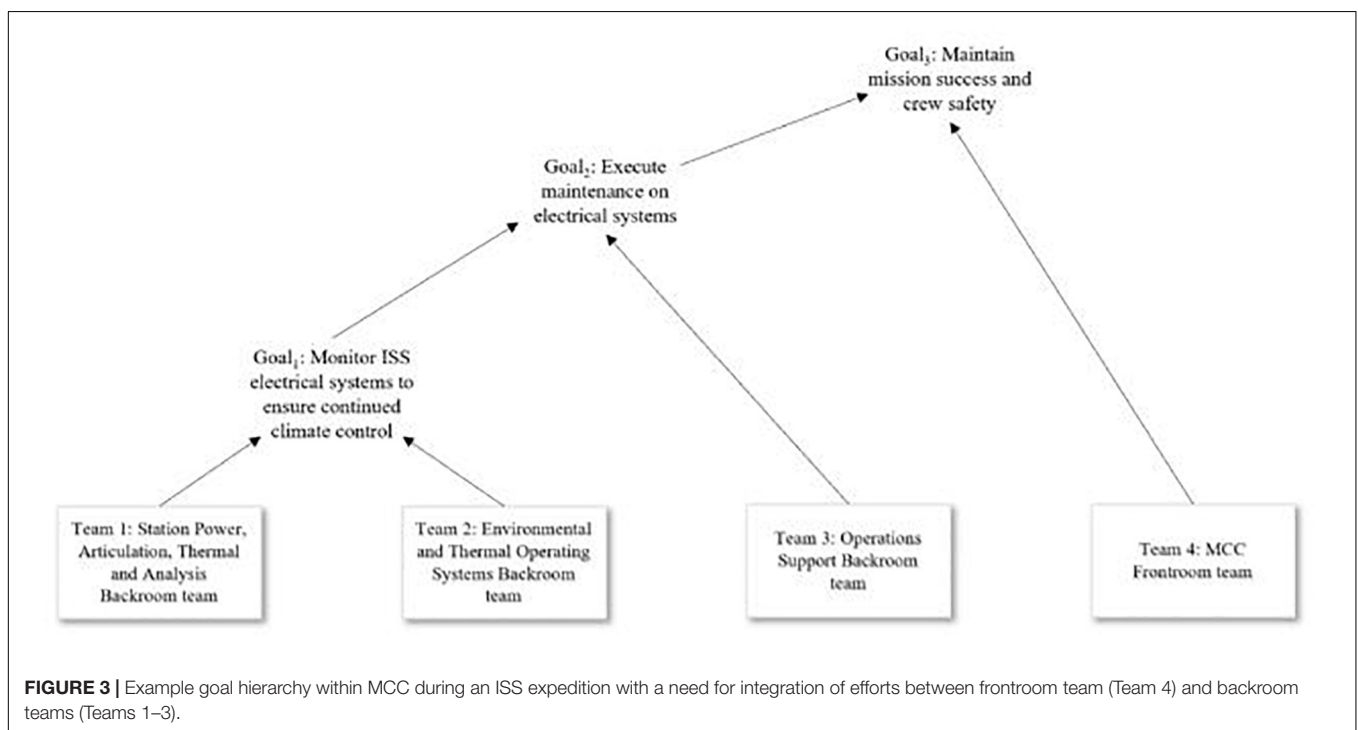 Goal₃: Maintain
mission success and
crew safety
Goal₂: Execute
maintenance on
electrical systems
Goal₁: Monitor ISS
electrical systems to
ensure continued
climate control
Team 1: Station Power,
Articulation, Thermal
and Analysis
Backroom team
Team 2: Environmental
and Thermal Operating
Systems Backroom
team
Team 3: Operations
Support Backroom
team
Team 4: MCC
Frontroom team
FIGURE 3 | Example goal hierarchy within MCC during an ISS expedition with a need for integration of efforts between frontroom team (Team 4) and backroom
teams (Teams 1–3).